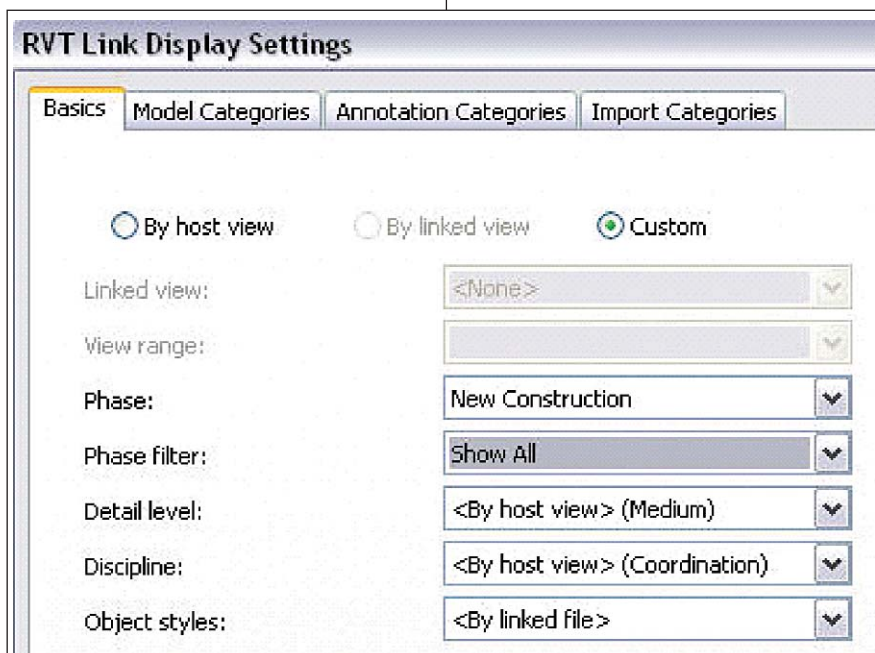 RVT Link Display Settings
Basics Model Categories Annotation Categories Import Categories
By host view By linked view Custom
Linked view: <None>
View range:
Phase: New Construction
Phase filter: Show All
Detail level: <By host view> (Medium)
Discipline: <By host view> (Coordination)
Object styles: <By linked file>